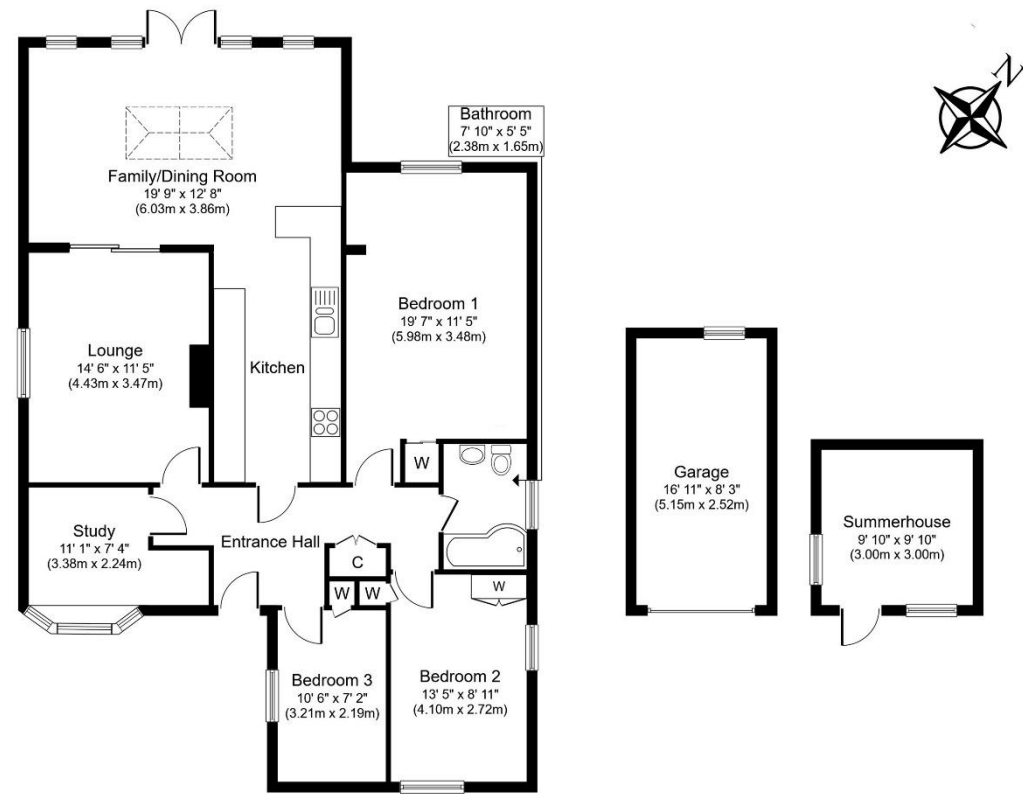 N
Bathroom
7' 10" x 5' 5"
(2.38m x 1.65m)
Family/Dining Room
19' 9" x 12' 8"
(6.03m x 3.86m)
Bedroom 1
19' 7" x 11' 5"
(5.98m x 3.48m)
Lounge
14' 6" x 11' 5"
(4.43m x 3.47m)
Kitchen
W
Garage
16' 11" x 8' 3"
(5.15m x 2.52m)
Summerhouse
9' 10" x 9' 10"
(3.00m x 3.00m)
Study
11' 1" x 7' 4"
(3.38m x 2.24m)
Entrance Hall
C
W
W
W
Bedroom 3
10' 6" x 7' 2"
(3.21m x 2.19m)
Bedroom 2
13' 5" x 8' 11"
(4.10m x 2.72m)